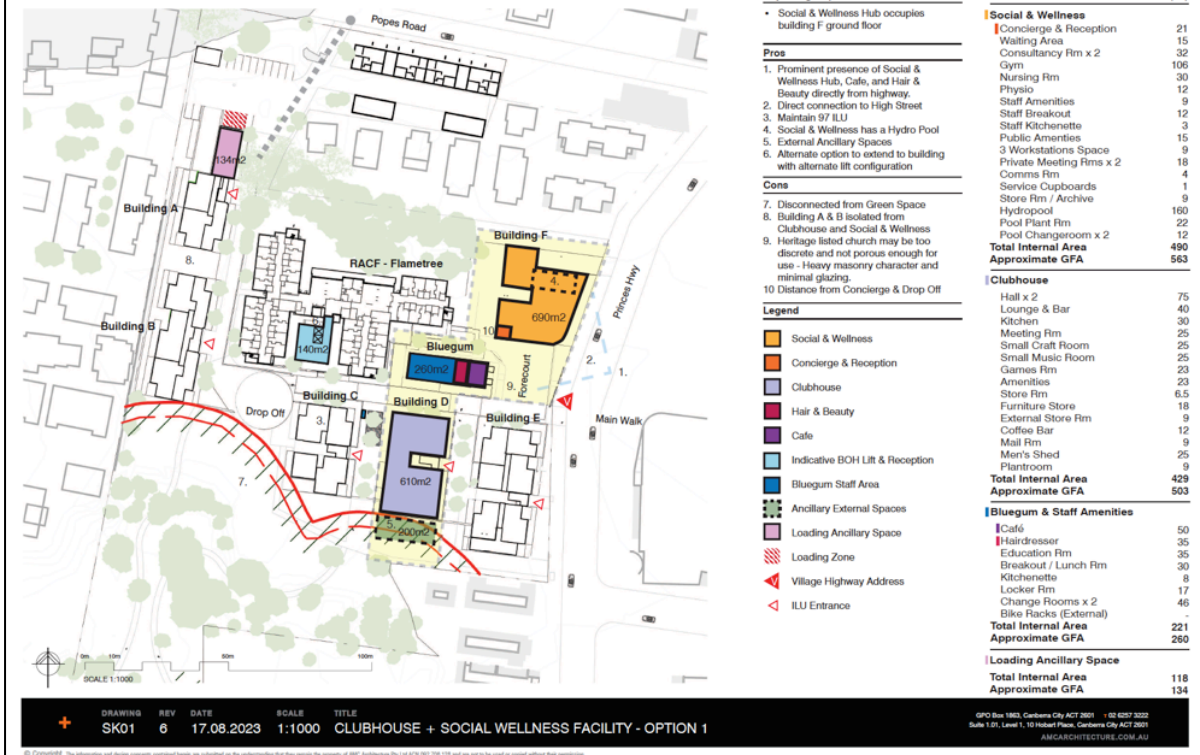 Popes Road
134m2
Building A
8.
Building B
RACF - Flametree
140m2
Building F
4.
690m2
10
Princes Hwy
2.
1.
Bluegum
260m2
9.
Forecourt
Drop Off
Building C
3.
Building D
Building E
Main Walk
610m2
7.
5.
200m2
0m 10m 50m 100m
SCALE 1:1000
• Social & Wellness Hub occupies
building F ground floor
Pros
1. Prominent presence of Social &
Wellness Hub, Cafe, and Hair &
Beauty directly from highway.
2. Direct connection to High Street
3. Maintain 97 ILU
4. Social & Wellness has a Hydro Pool
5. External Ancillary Spaces
6. Alternate option to extend to building
with alternate lift configuration
Cons
7. Disconnected from Green Space
8. Building A & B isolated from
Clubhouse and Social & Wellness
9. Heritage listed church may be too
discrete and not porous enough for
use - Heavy masonry character and
minimal glazing.
10 Distance from Concierge & Drop Off
Legend
Social & Wellness
Concierge & Reception
Clubhouse
Hair & Beauty
Cafe
Indicative BOH Lift & Reception
Bluegum Staff Area
Ancillary External Spaces
Loading Ancillary Space
Loading Zone
V Village Highway Address
ILU Entrance
Social & Wellness
Concierge & Reception 21
Waiting Area 15
Consultancy Rm x 2 32
Gym 106
Nursing Rm 30
Physio 12
Staff Amenities 9
Staff Breakout 12
Staff Kitchenette 3
Public Amenties 15
3 Workstations Space 9
Private Meeting Rms x 2 18
Comms Rm 4
Service Cupboards 1
Store Rm / Archive 9
Hydropool 160
Pool Plant Rm 22
Pool Changeroom x 2 12
Total Internal Area 490
Approximate GFA 563
Clubhouse
Hall x 2 75
Lounge & Bar 40
Kitchen 30
Meeting Rm 25
Small Craft Room 25
Small Music Room 25
Games Rm 23
Amenities 23
Store Rm 6.5
Furniture Store 18
External Store Rm 9
Coffee Bar 12
Mail Rm 9
Men's Shed 25
Plantroom 9
Total Internal Area 429
Approximate GFA 503
Bluegum & Staff Amenities
Café 50
Hairdresser 35
Education Rm 35
Breakout / Lunch Rm 30
Kitchenette 8
Locker Rm 17
Change Rooms x 2 46
Bike Racks (External) -
Total Internal Area 221
Approximate GFA 260
Loading Ancillary Space
Total Internal Area 118
Approximate GFA 134
DRAWING REV DATE SCALE TITLE
SK01 6 17.08.2023 1:1000 CLUBHOUSE + SOCIAL WELLNESS FACILITY - OPTION 1
GPO Box 1863, Canberra City ACT 2601 T 02 6257 3222
Suite 1.01, Level 1, 10 Hobart Place, Canberra City ACT 2601
AMCARCHITECTURE.COM.AU